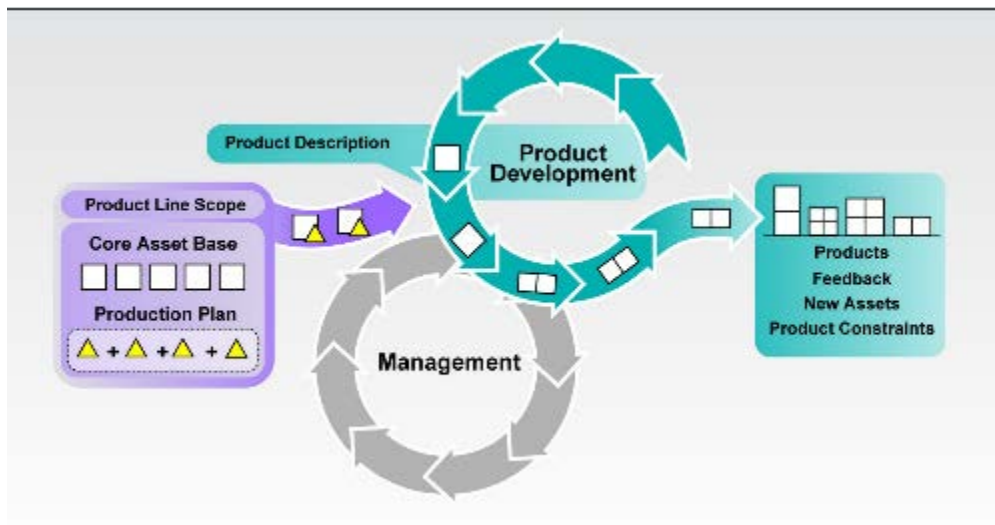 Product Description
Product
Development
Product Line Scope
Core Asset Base
Production Plan
+ + +
Management
Products
Feedback
New Assets
Product Constraints